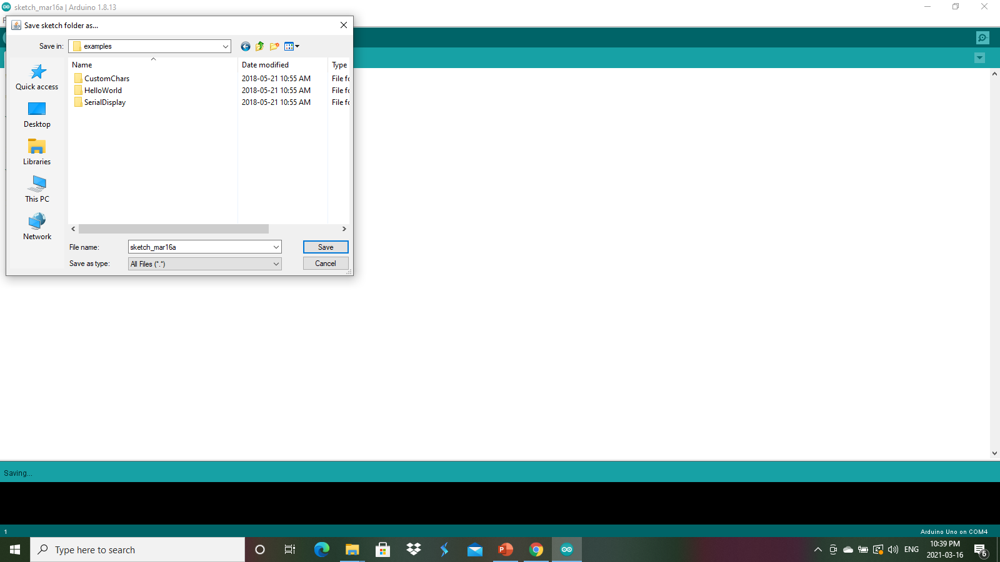 sketch_mar16a | Arduino 1.8.13
Save sketch folder as...
Save in:
examples
Name
Date modified
Type
Quick access
Desktop
Libraries
This PC
Network
CustomChars
2018-05-21 10:55 AM
File fo
HelloWorld
2018-05-21 10:55 AM
File fo
SerialDisplay
2018-05-21 10:55 AM
File fo
File name:
sketch_mar16a
Save
Save as type:
All Files (*.*)
Cancel
Saving...
1
Arduino Uno on COM4
Type here to search
ENG
10:39 PM
2021-03-16
6